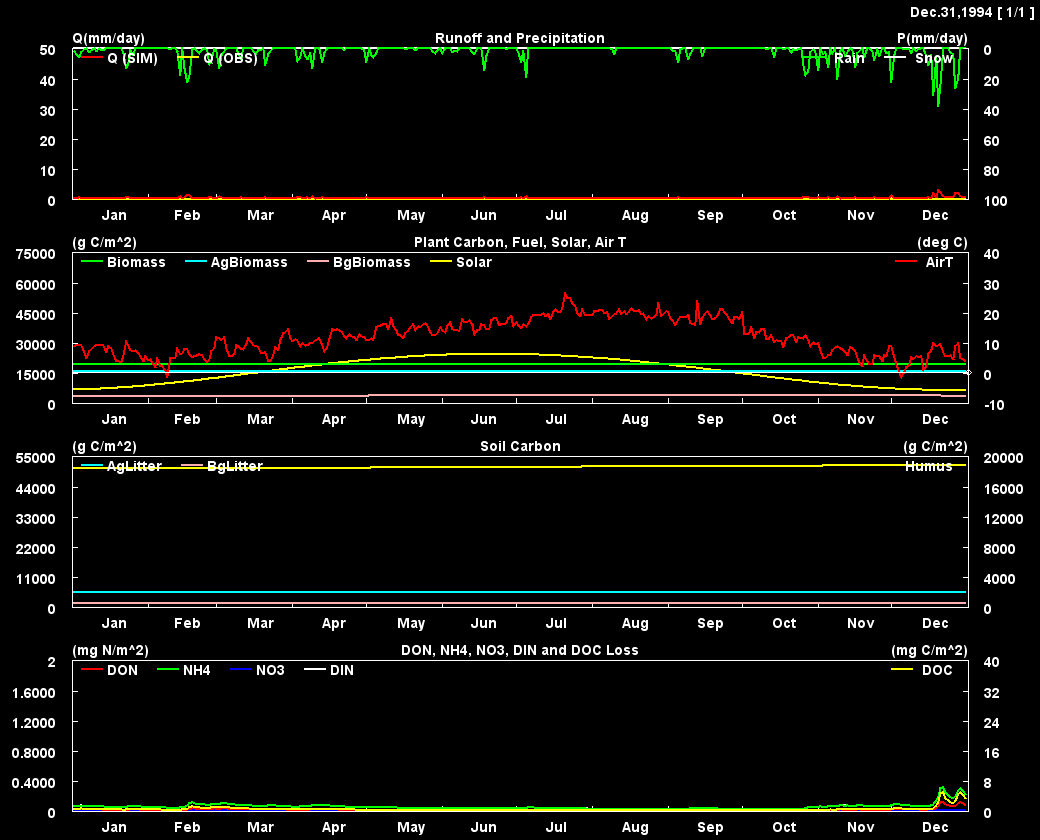 Dec.31,1994 [ 1/1 ]
Q(mm/day) Runoff and Precipitation P(mm/day)
50 Q (SIM) Q (OBS) Rain Snow 0
40 20
30 40
20 60
10 80
0 100
Jan Feb Mar Apr May Jun Jul Aug Sep Oct Nov Dec
(g C/m^2) Plant Carbon, Fuel, Solar, Air T (deg C)
75000 Biomass AgBiomass BgBiomass Solar AirT 40
60000 30
45000 20
30000 10
15000 0
0 -10
Jan Feb Mar Apr May Jun Jul Aug Sep Oct Nov Dec
(g C/m^2) Soil Carbon (g C/m^2)
55000 AgLitter BgLitter Humus 20000
44000 16000
33000 12000
22000 8000
11000 4000
0 0
Jan Feb Mar Apr May Jun Jul Aug Sep Oct Nov Dec
(mg N/m^2) DON, NH4, NO3, DIN and DOC Loss (mg C/m^2)
2 DON NH4 NO3 DIN DOC 40
1.6000 32
1.2000 24
0.8000 16
0.4000 8
0 0
Jan Feb Mar Apr May Jun Jul Aug Sep Oct Nov Dec